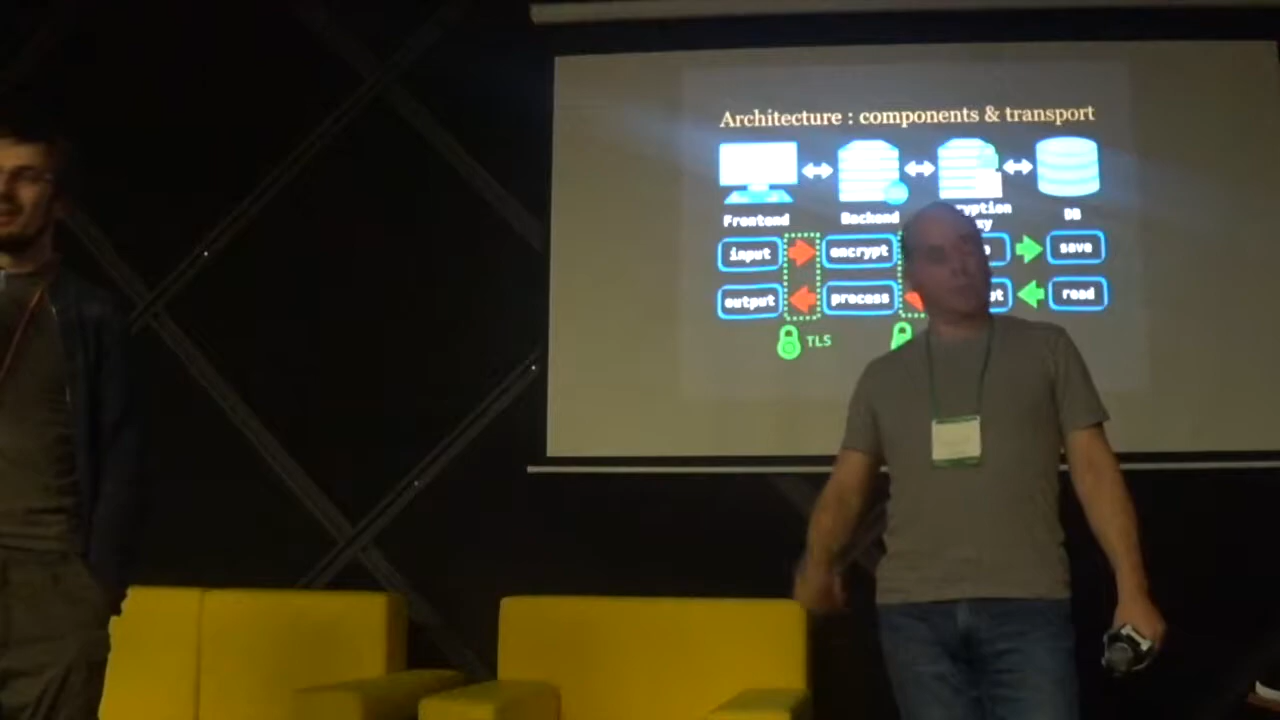 Architecture : components & transport
Frontend
Backend
DB
input
encrypt
save
output
process
read
TLS